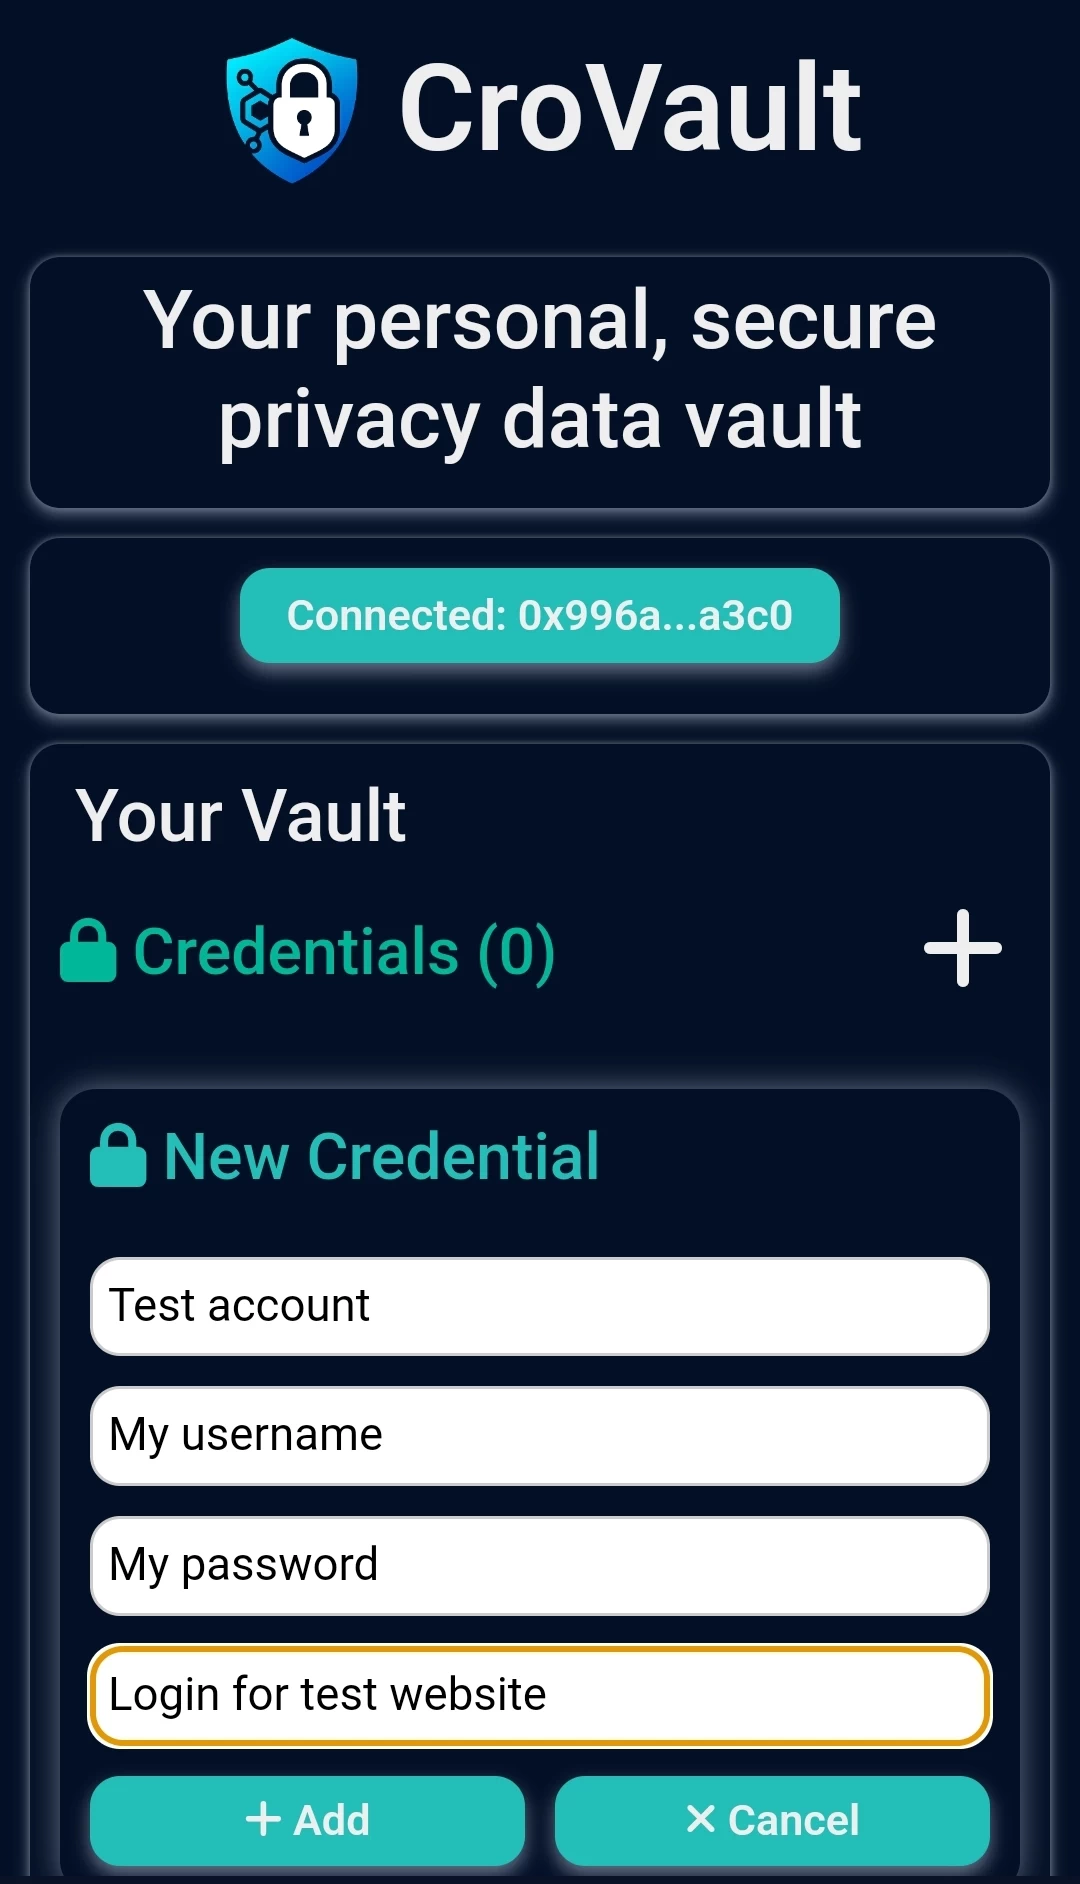 CroVault
Your personal, secure
privacy data vault
Connected: 0x996a...a3c0
Your Vault
Credentials (0)
New Credential
Test account
My username
My password
Login for test website
Add
Cancel